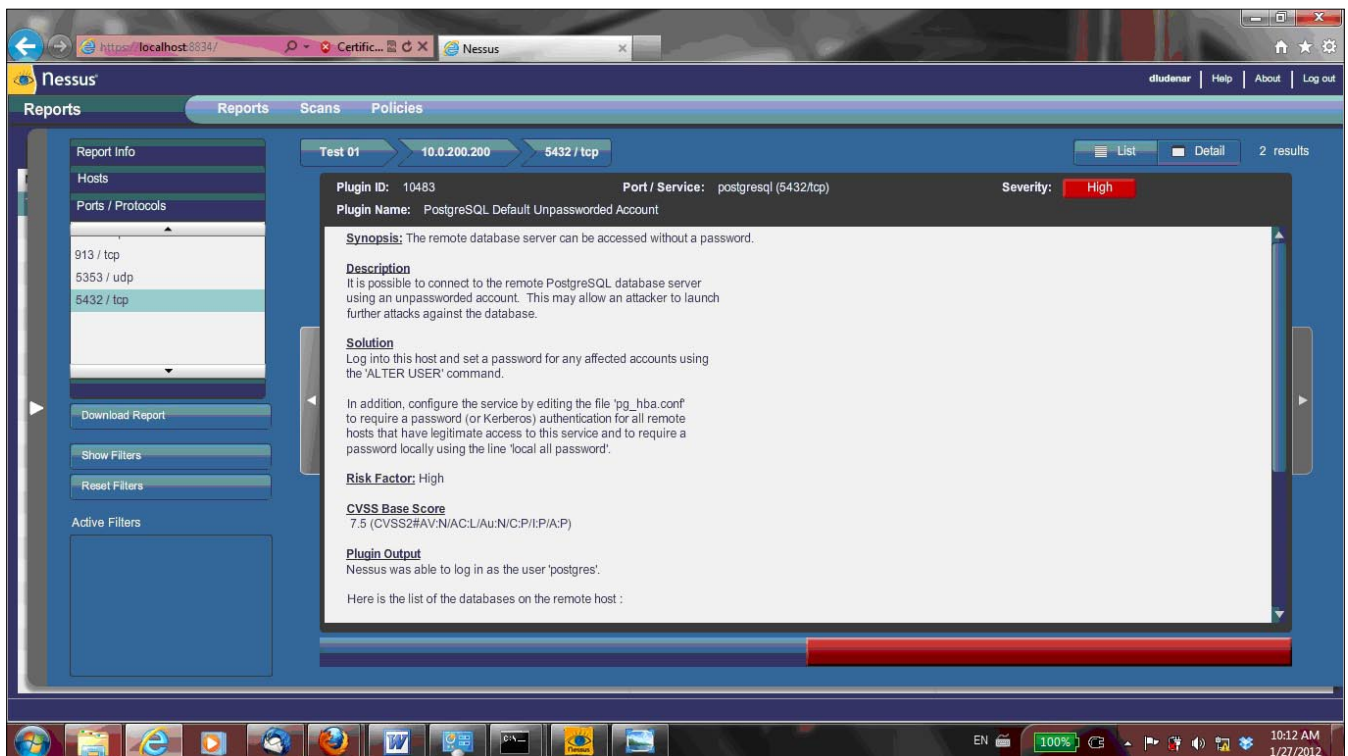 https://localhost:8834/
Certific...
Nessus
Nessus
dludenar | Help | About | Log out
Reports
Reports Scans Policies
Report Info
Hosts
Ports / Protocols
913 / tcp
5353 / udp
5432 / tcp
Download Report
Show Filters
Reset Filters
Active Filters
Test 01 10.0.200.200 5432 / tcp
List Detail 2 results
Plugin ID: 10483 Port / Service: postgresql (5432/tcp) Severity: High
Plugin Name: PostgreSQL Default Unpassworded Account
Synopsis: The remote database server can be accessed without a password.
Description
It is possible to connect to the remote PostgreSQL database server
using an unpassworded account. This may allow an attacker to launch
further attacks against the database.
Solution
Log into this host and set a password for any affected accounts using
the 'ALTER USER' command.
In addition, configure the service by editing the file 'pg_hba.conf'
to require a password (or Kerberos) authentication for all remote
hosts that have legitimate access to this service and to require a
password locally using the line 'local all password'.
Risk Factor: High
CVSS Base Score
7.5 (CVSS2#AV:N/AC:L/Au:N/C:P/I:P/A:P)
Plugin Output
Nessus was able to log in as the user 'postgres'.
Here is the list of the databases on the remote host :
EN 100% 10:12 AM
1/27/2012